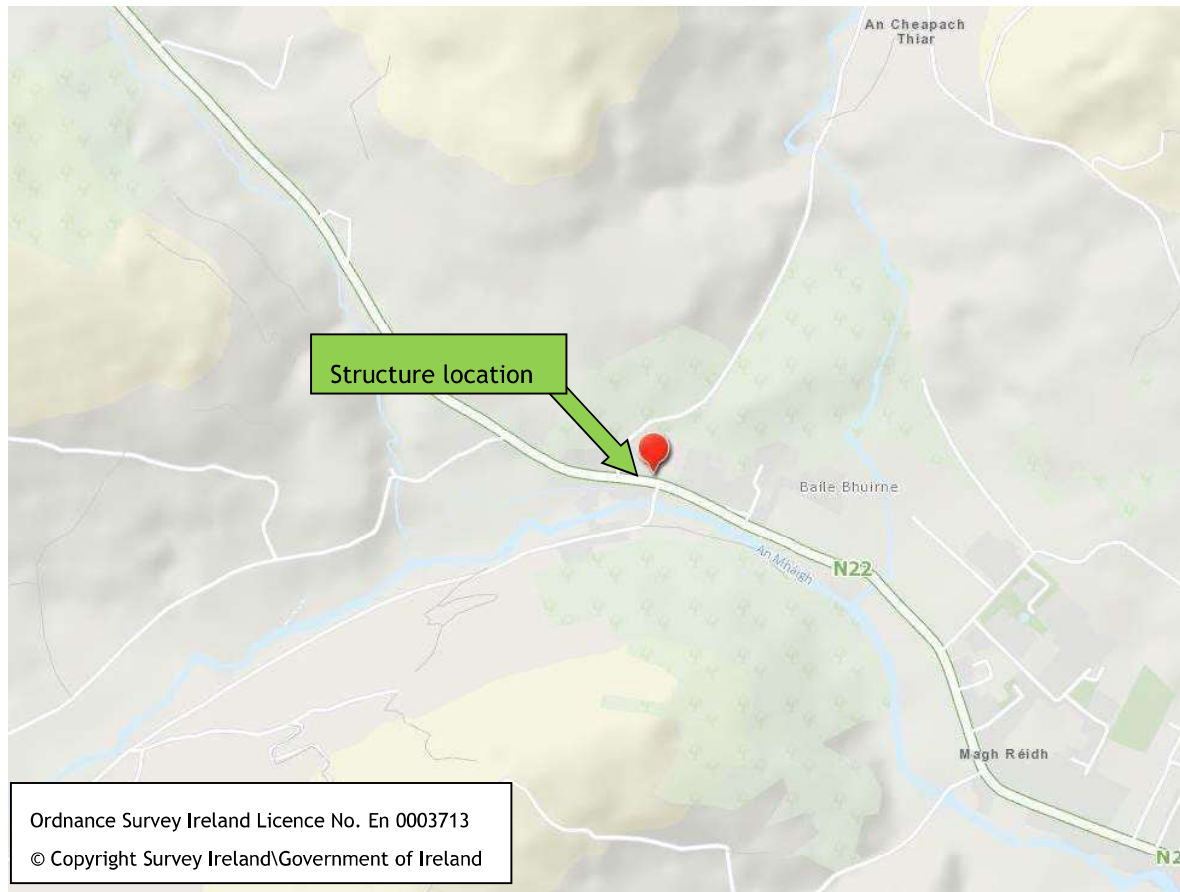 An Cheapach
Thiar
Structure location
Baile Bhuirne
An Mháigh
N22
Magh Réidh
Ordnance Survey Ireland Licence No. En 0003713
© Copyright Survey Ireland\Government of Ireland
N2